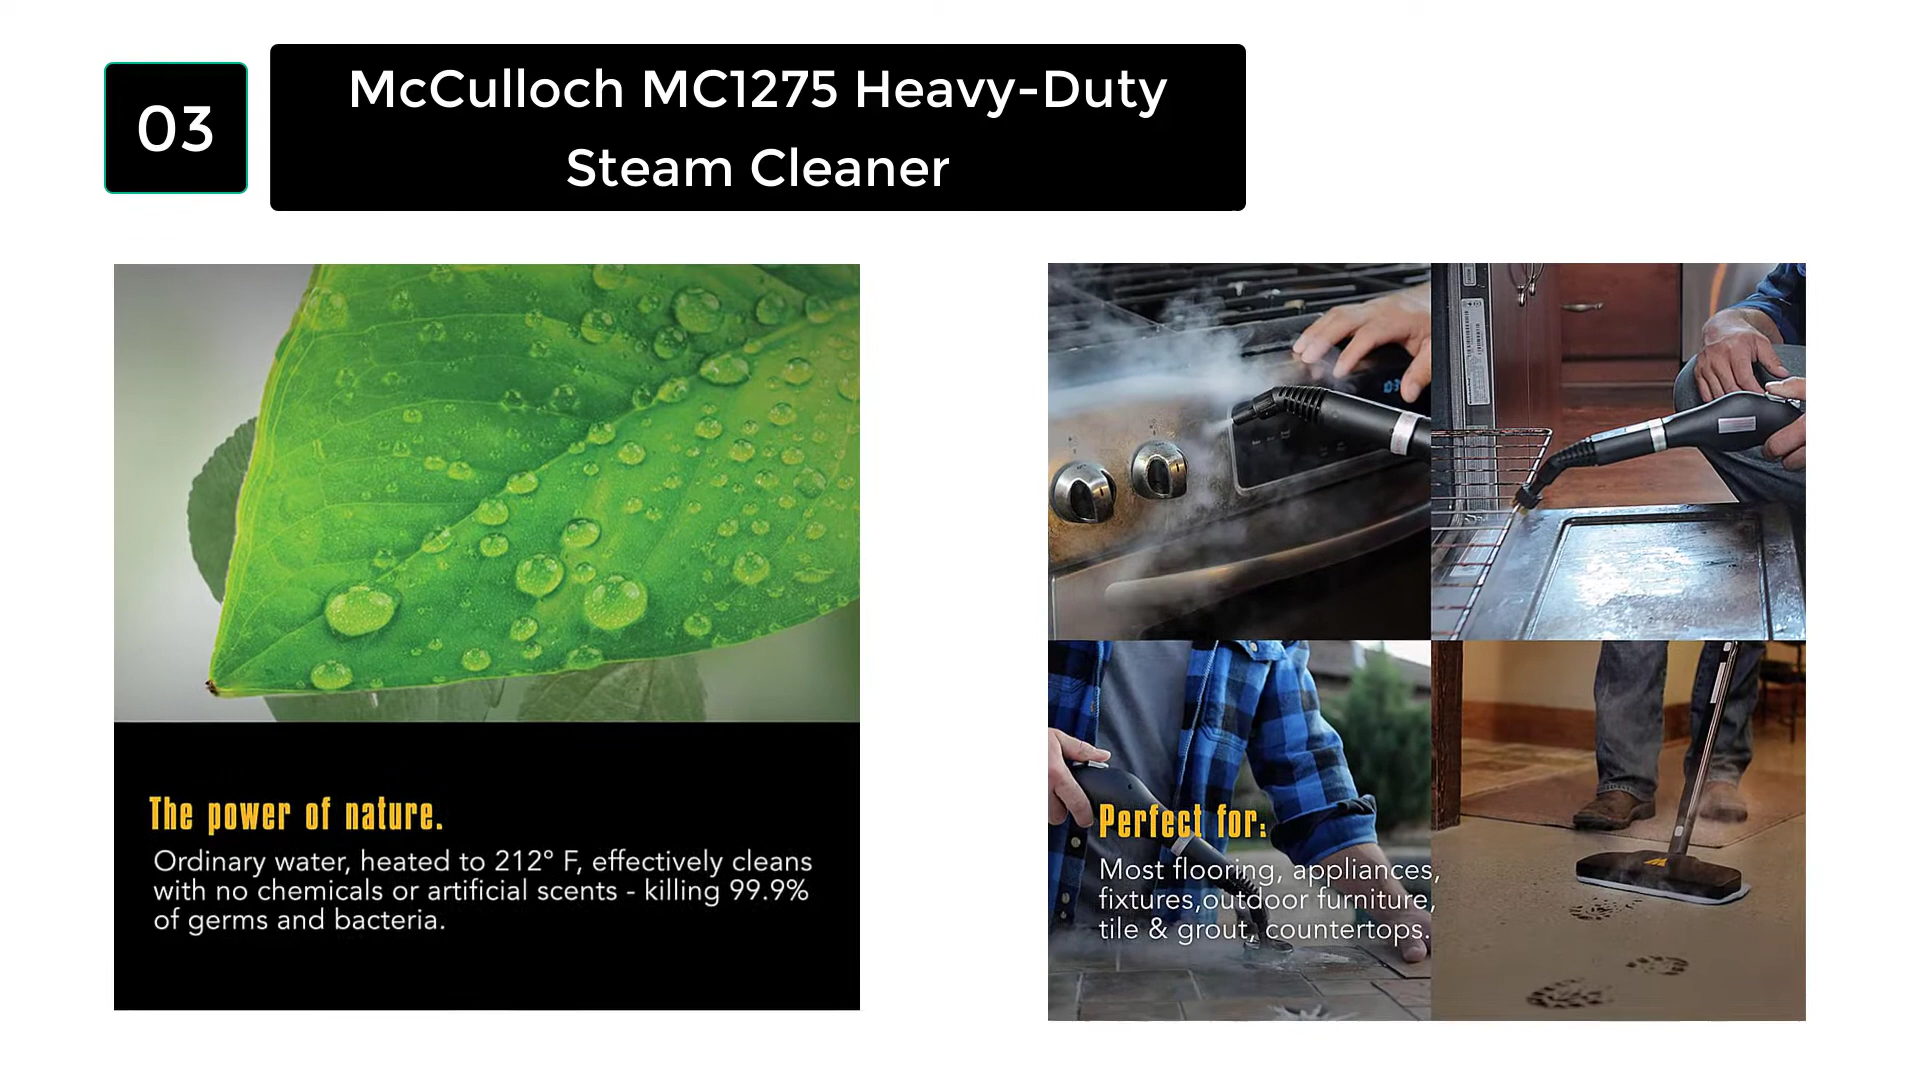 03
McCulloch MC1275 Heavy-Duty
Steam Cleaner
The power of nature.
Ordinary water, heated to 212° F, effectively cleans
with no chemicals or artificial scents - killing 99.9%
of germs and bacteria.
Perfect for:
Most flooring, appliances,
fixtures,outdoor furniture,
tile & grout, countertops.